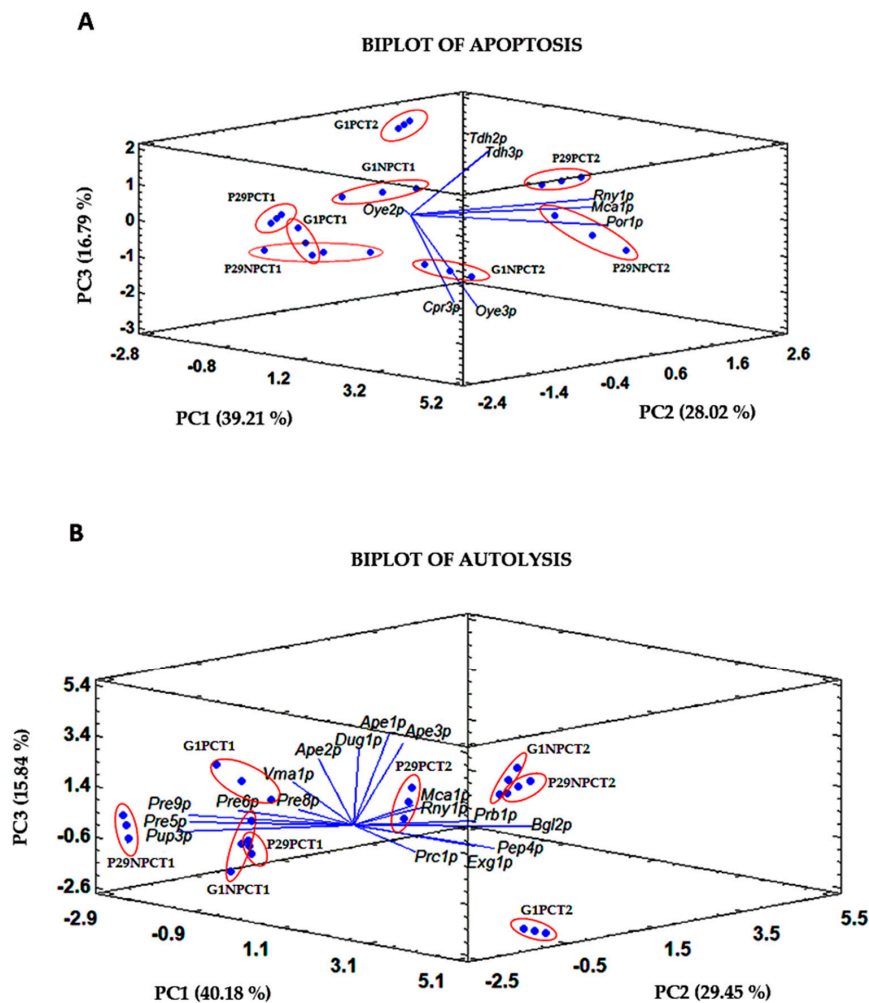 A
BIPLOT OF APOPTOSIS
G1PCT2
Tdh2p
Tdh3p
P29PCT2
G1NPCT1
Rny1p
Mca1p
Por1p
P29PCT1
Oye2p
G1PCT1
P29NPCT1
G1NPCT2
P29NPCT2
Cpr3p
Oye3p
2
1
0
-1
-2
-3
PC3 (16.79 %)
-2.8 -0.8 1.2 3.2 5.2
PC1 (39.21 %)
-2.4 -1.4 -0.4 0.6 1.6 2.6
PC2 (28.02 %)
B
BIPLOT OF AUTOLYSIS
Ape1p
Ape3p
Dug1p
Ape2p
G1PCT1
Vma1p
P29PCT2
G1NPCT2
P29NPCT2
Mca1p
Rny1p
Pre9p
Pre6p
Pre8p
Pre5p
Prb1p
Bgl2p
Pup3p
P29PCT1
P29NPCT1
Prc1p
Pep4p
Exg1p
G1NPCT1
G1PCT2
5.4
3.4
1.4
-0.6
-2.6
PC3 (15.84 %)
-2.9 -0.9 1.1 3.1 5.1
PC1 (40.18 %)
-2.5 -0.5 1.5 3.5 5.5
PC2 (29.45 %)